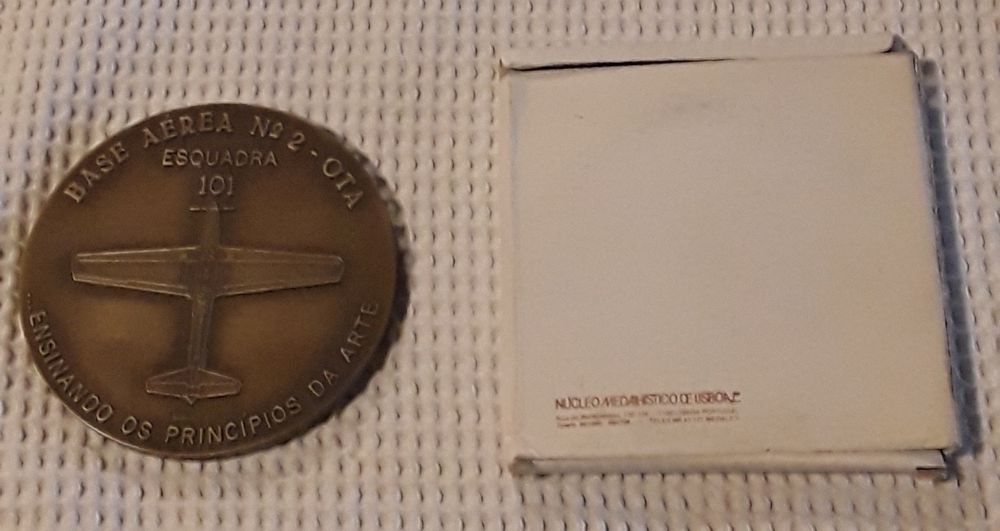 BASE AÉREA Nº 2 - OTA
ESQUADRA
101
...ENSINANDO OS PRINCÍPIOS DA ARTE
NÚCLEO MEDALHÍSTICO DE LISBOA